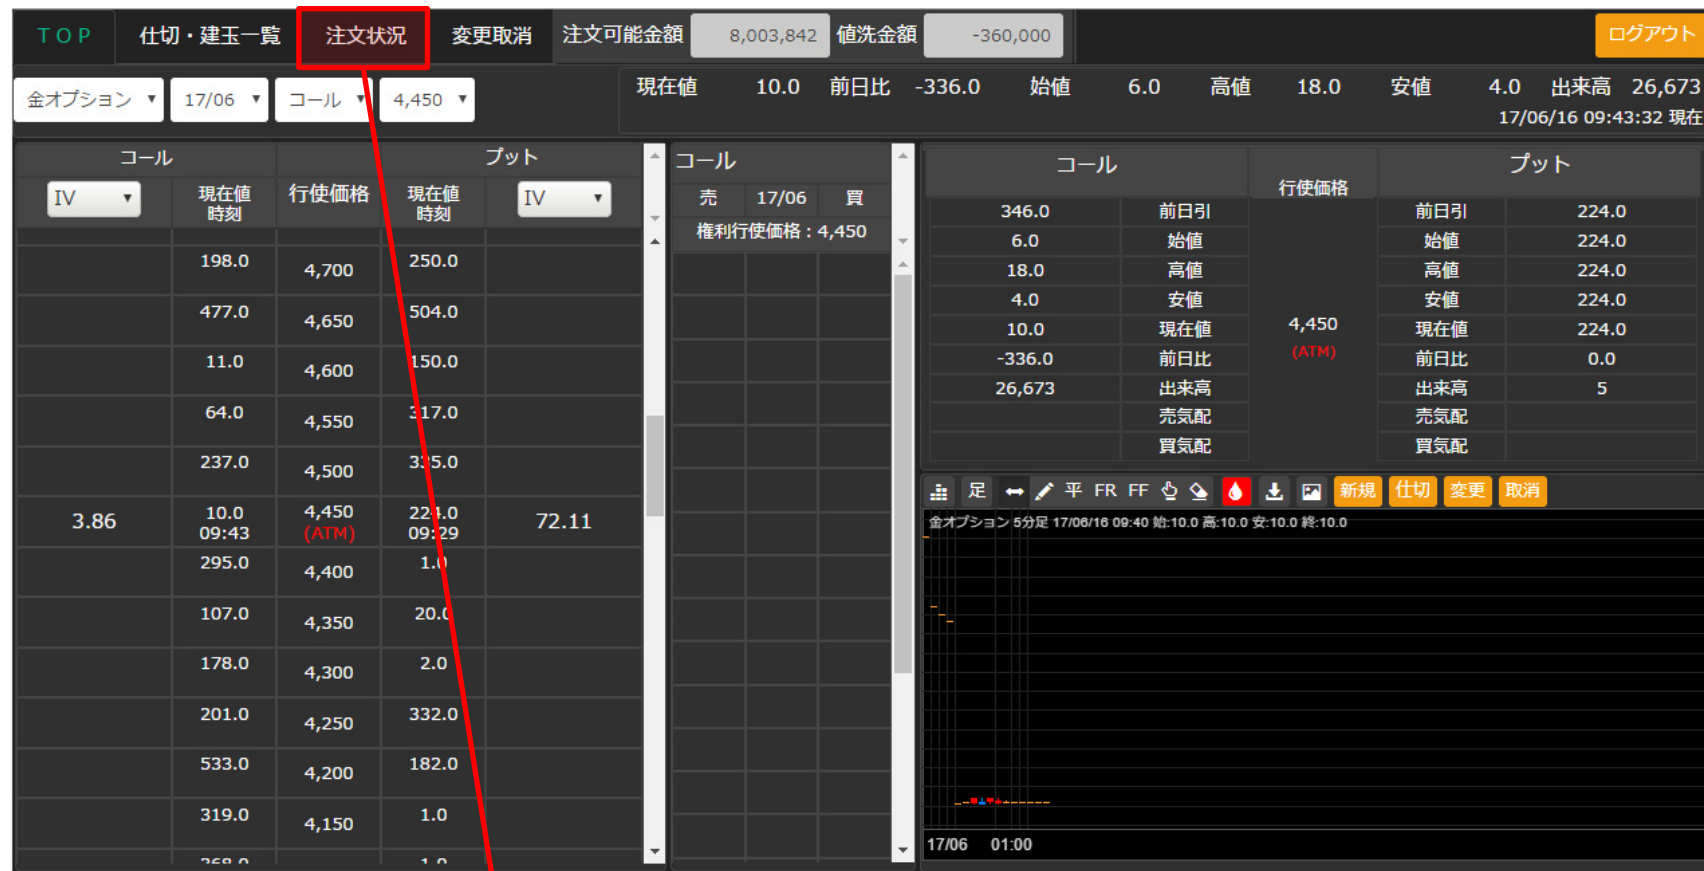 TOP 仕切・建玉一覧 注文状況 変更取消 注文可能金額 8,003,842 値洗金額 -360,000 ログアウト
金オプション 17/06 コール 4,450
現在値 10.0 前日比 -336.0 始値 6.0 高値 18.0 安値 4.0 出来高 26,673
17/06/16 09:43:32 現在
コール プット
IV 現在値 時刻 行使価格 現在値 時刻 IV
198.0 4,700 250.0
477.0 4,650 504.0
11.0 4,600 150.0
64.0 4,550 317.0
237.0 4,500 335.0
3.86 10.0 4,450 224.0 72.11
09:43 (ATM) 09:29
295.0 4,400 1.0
107.0 4,350 20.0
178.0 4,300 2.0
201.0 4,250 332.0
533.0 4,200 182.0
319.0 4,150 1.0
コール
売 17/06 買
権利行使価格:4,450
コール 行使価格 プット
346.0 前日引 前日引 224.0
6.0 始値 始値 224.0
18.0 高値 高値 224.0
4.0 安値 安値 224.0
10.0 現在値 4,450 現在値 224.0
-336.0 前日比 (ATM) 前日比 0.0
26,673 出来高 出来高 5
売気配 売気配
買気配 買気配
足 平 FR FF 新規 仕切 変更 取消
金オプション 5分足 17/06/16 09:40 始:10.0 高:10.0 安:10.0 終:10.0
17/06 01:00